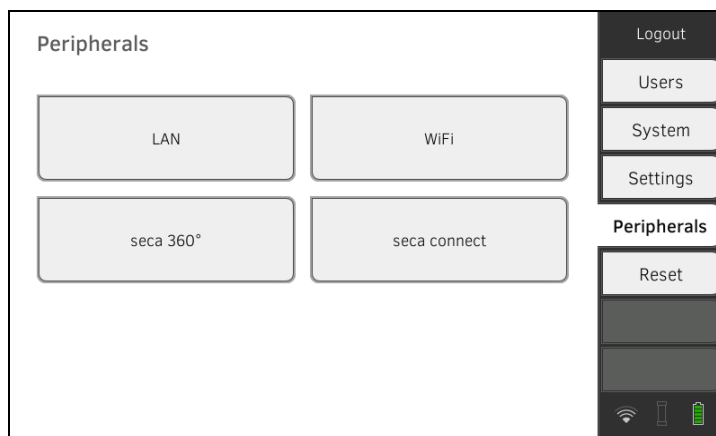 Peripherals
LAN
WiFi
seca 360°
seca connect
Logout
Users
System
Settings
Peripherals
Reset